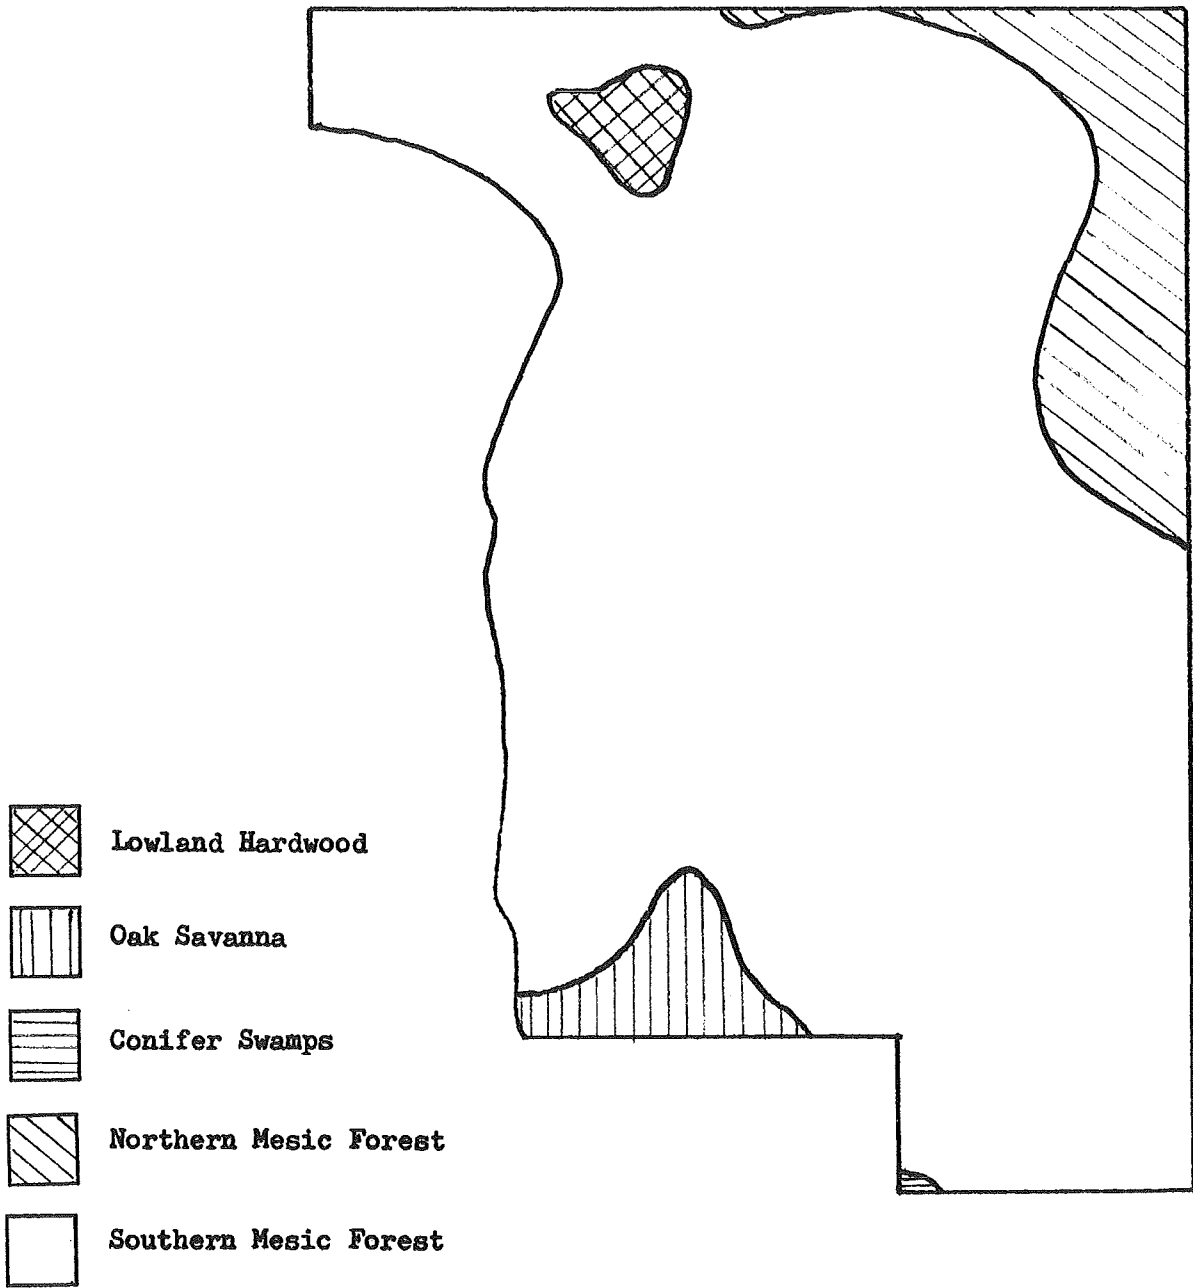 Lowland Hardwood
Oak Savanna
Conifer Swamps
Northern Mesic Forest
Southern Mesic Forest